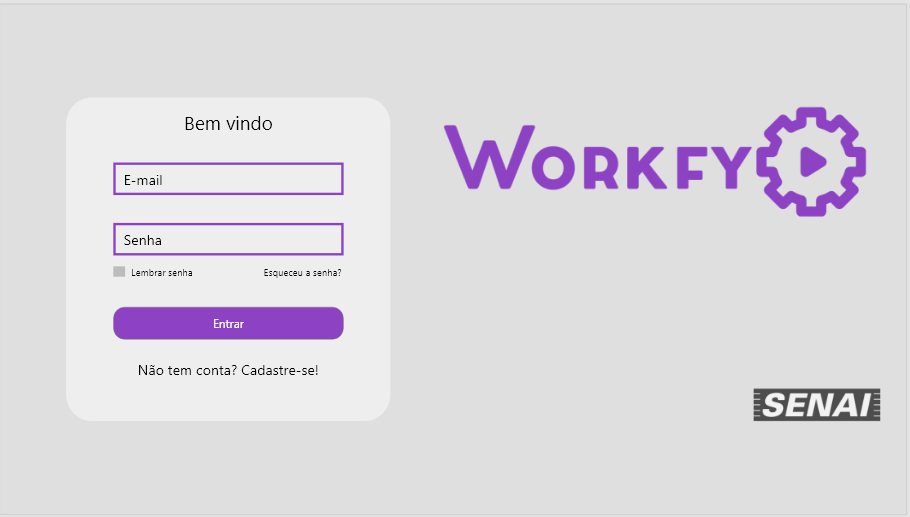 Bem vindo
E-mail
Senha
Lembrar senha
Esqueceu a senha?
Entrar
Não tem conta? Cadastre-se!
WORKFY
SENAI